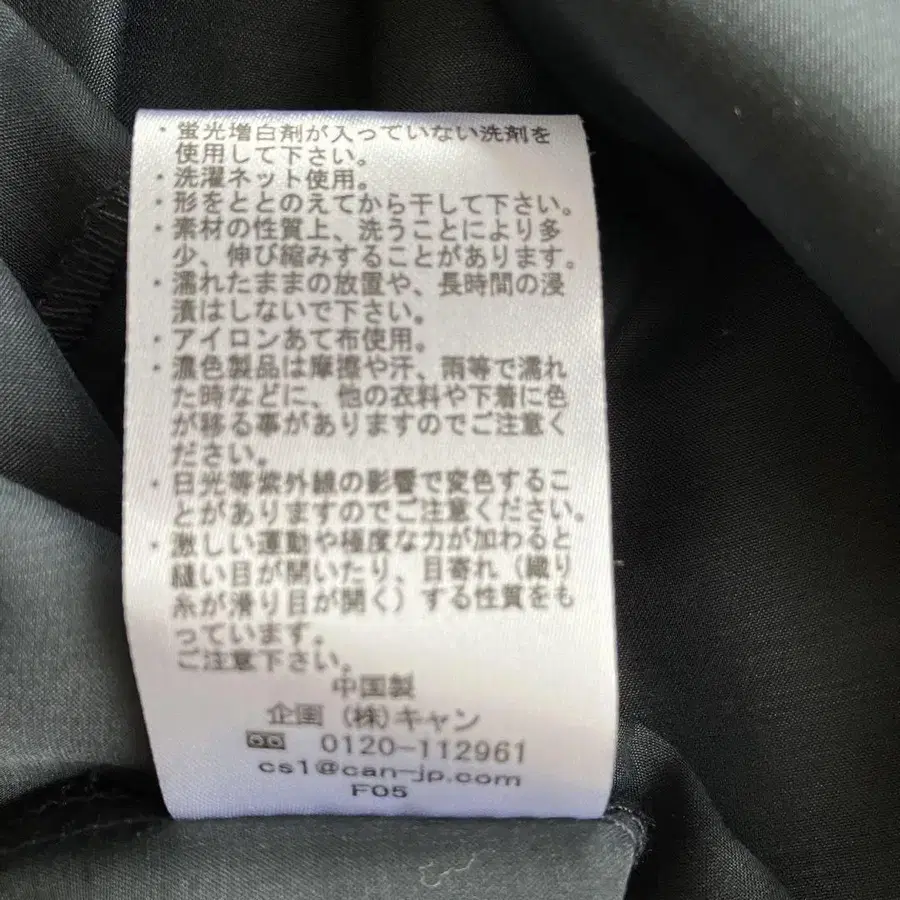 ・蛍光増白剤が入っていない洗剤を
使用して下さい。
・洗濯ネット使用。
・形をととのえてから干して下さい。
・素材の性質上、洗うことにより多
少、伸び縮みすることがあります。
・濡れたままの放置や、長時間の浸
漬はしないで下さい。
・アイロンあて布使用。
・濃色製品は摩擦や汗、雨等で濡れ
た時などに、他の衣料や下着に色
が移る事がありますのでご注意く
ださい。
・日光等紫外線の影響で変色するこ
とがありますのでご注意ください。
・激しい運動や極度な力が加わると
縫い目が開いたり、目寄れ（織り
糸が滑り目が開く）する性質をも
っています。
ご注意下さい。
中国製
企画（株）キャン
0120-112961
cs1@can-jp.com
F05